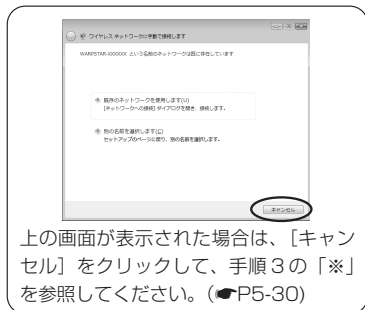 ワイヤレス ネットワークに手動で接続します
WARPSTAR-XXXXXX という名前のネットワークは既に存在しています
既存のネットワークを使用します(U)
[ネットワークへの接続] ダイアログを開き、接続します。
別の名前を選択します(C)
セットアップのページに戻り、別の名前を選択します。
キャンセル
上の画面が表示された場合は、［キャン
セル］をクリックして、手順3の「※」
を参照してください。(☛P5-30)